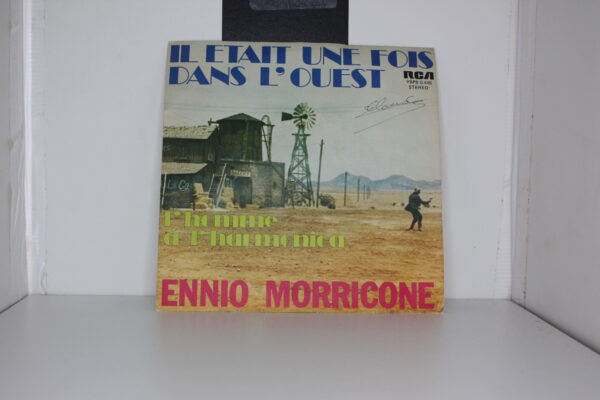 IL ETAIT UNE FOIS
DANS L'OUEST
RCA
STEREO
l'homme
à l'harmonica
ENNIO MORRICONE